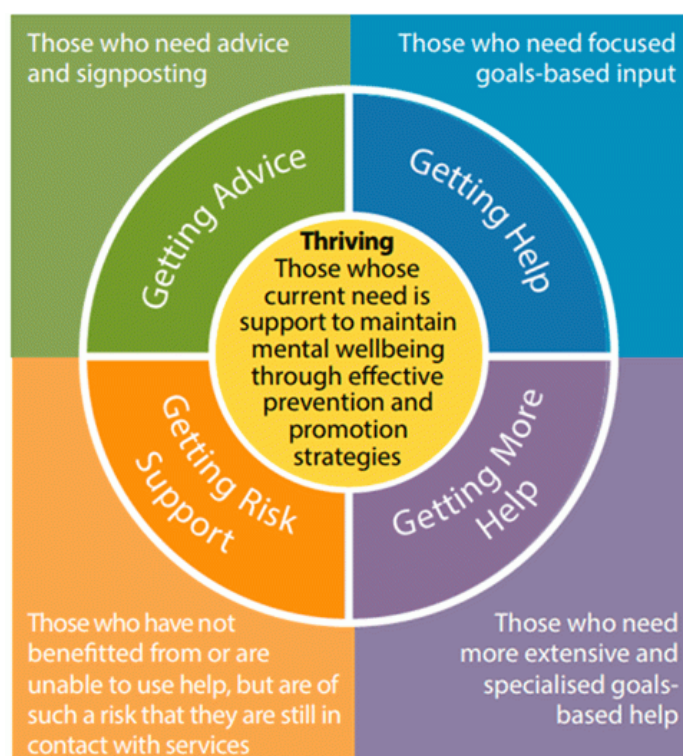 Those who need advice
and signposting
Those who need focused
goals-based input
Getting Advice
Getting Help
Thriving
Those whose
current need is
support to maintain
mental wellbeing
through effective
prevention and
promotion
strategies
Getting Risk
Support
Getting More
Help
Those who have not
benefitted from or are
unable to use help, but are of
such a risk that they are still in
contact with services
Those who need
more extensive and
specialised goals-
based help